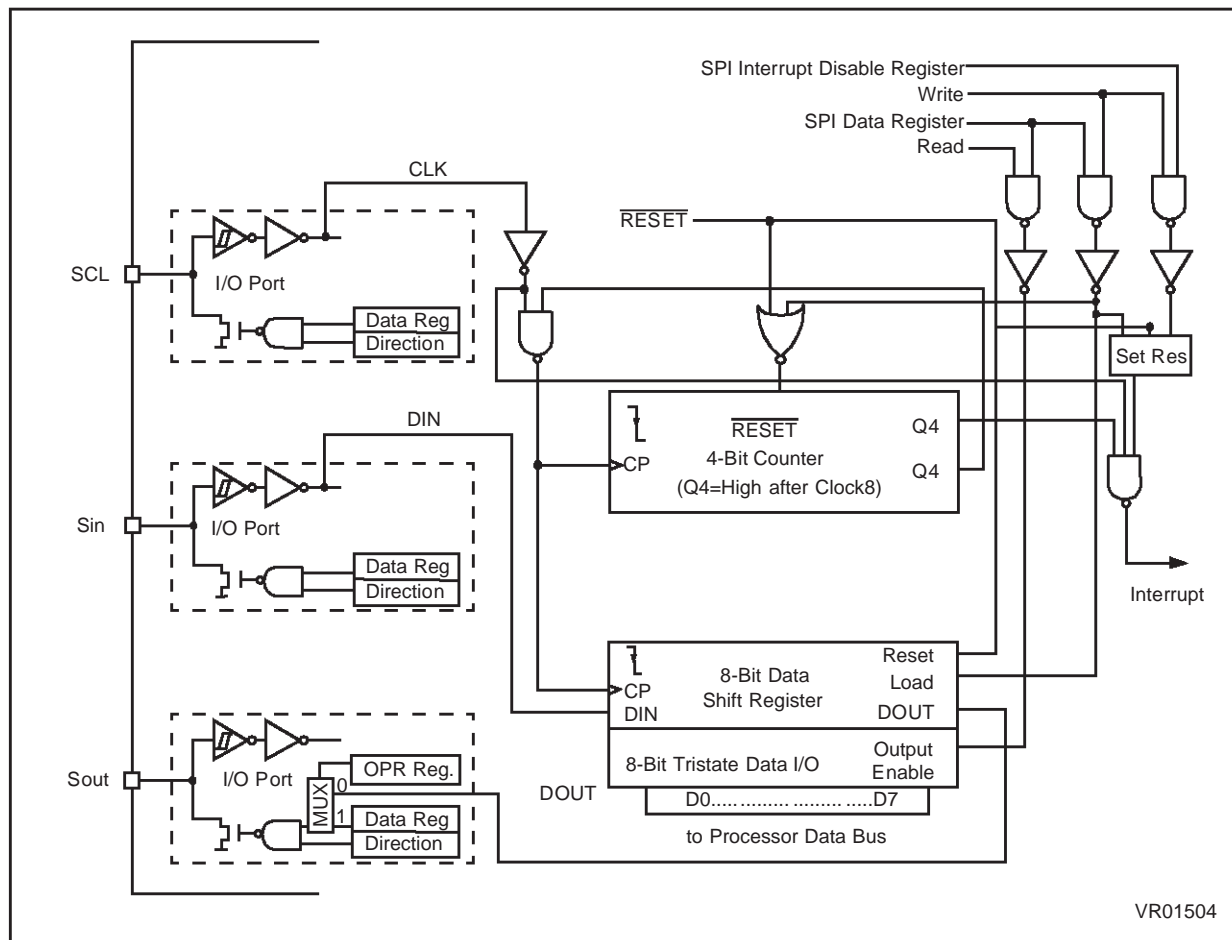 SPI Interrupt Disable Register
Write
SPI Data Register
Read
CLK
RESET
SCL
I/O Port
Data Reg
Direction
Set Res
DIN
RESET
Q4
CP
4-Bit Counter
Q4
(Q4=High after Clock8)
Sin
I/O Port
Data Reg
Direction
Interrupt
Reset
8-Bit Data
Load
CP
Shift Register
DIN
DOUT
Sout
I/O Port
OPR Reg.
MUX
0
1
Data Reg
Direction
8-Bit Tristate Data I/O
Output
Enable
DOUT
D0..... ......... ......... .....D7
to Processor Data Bus
VR01504